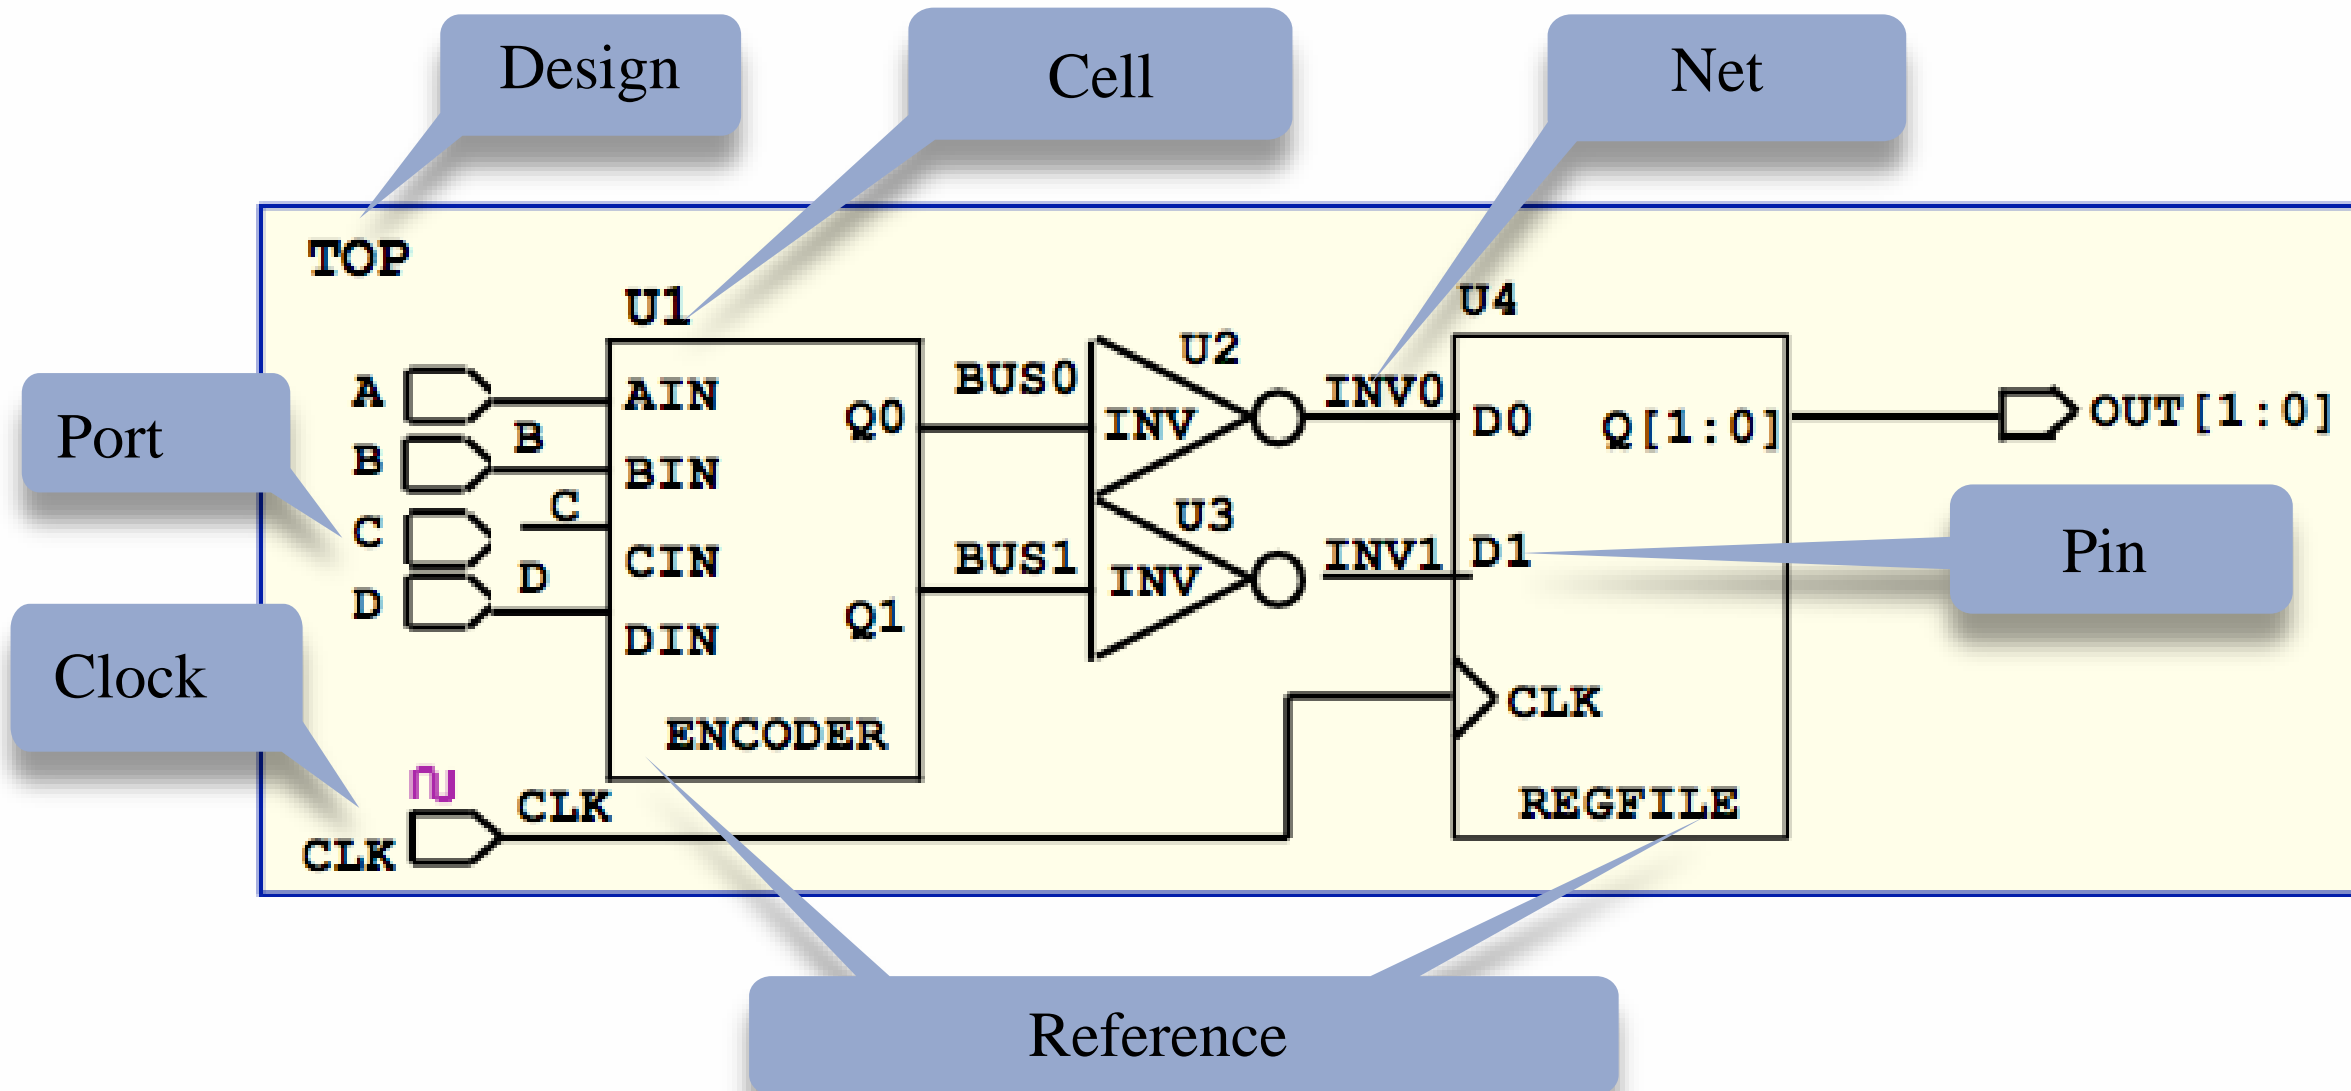 Design
Cell
Net
TOP
U1
U4
U2
A
AIN
BUS0
INV0
Q0
INV
D0
Q[1:0]
OUT[1:0]
Port
B
B
BIN
C
C
CIN
U3
BUS1
INV
INV1
D1
Pin
D
D
DIN
Q1
Clock
CLK
CLK
CLK
ENCODER
REGFILE
Reference